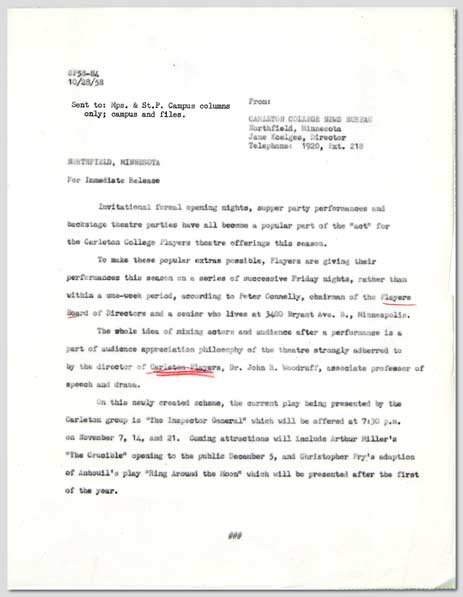 SF58-84
10/28/58
Sent to: Mps. & St.P. Campus columns
only; campus and files.
From:
CARLETON COLLEGE NEWS BUREAU
Northfield, Minnesota
Jane Koelges, Director
Telephone: 1920, Ext. 218
NORTHFIELD, MINNESOTA
For Immediate Release
Invitational formal opening nights, supper party performances and
backstage theatre parties have all become a popular part of the "act" for
the Carleton College Players theatre offerings this season.
To make these popular extras possible, Players are giving their
performances this season on a series of successive Friday nights, rather than
within a one-week period, according to Peter Connelly, chairman of the Players
Board of Directors and a senior who lives at 3400 Bryant Ave. S., Minneapolis.
The whole idea of mixing actors and audience after a performance is a
part of audience appreciation philosophy of the theatre strongly adherred to
by the director of Carleton Players, Dr. John R. Woodruff, associate professor of
speech and drama.
On this newly created scheme, the current play being presented by the
Carleton group is "The Inspector General" which will be offered at 7:30 p.m.
on November 7, 14, and 21. Coming attractions will include Arthur Miller's
"The Crucible" opening to the public December 5, and Christopher Fry's adaption
of Anhouil's play "Ring Around the Moon" which will be presented after the first
of the year.
###